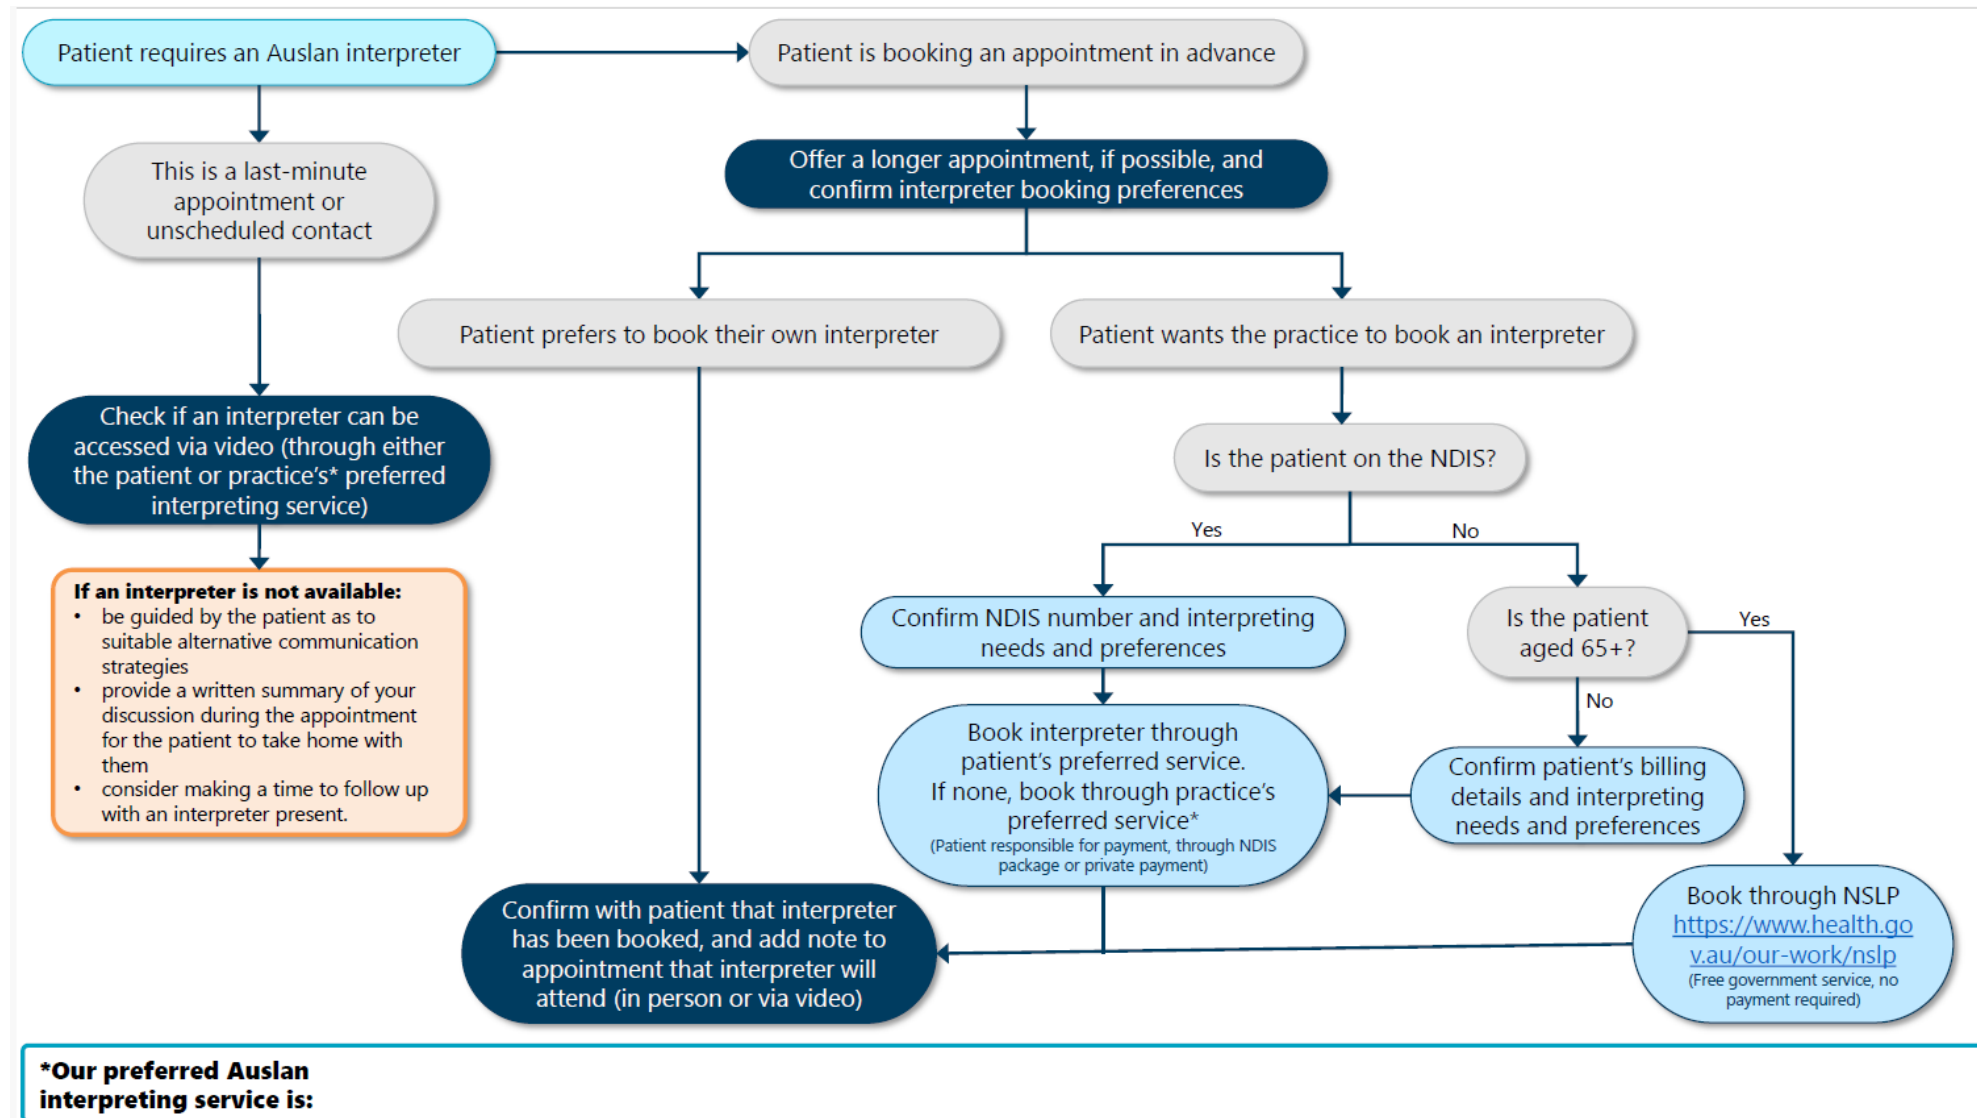 Patient requires an Auslan interpreter
Patient is booking an appointment in advance
This is a last-minute
appointment or
unscheduled contact
Offer a longer appointment, if possible, and
confirm interpreter booking preferences
Patient prefers to book their own interpreter
Patient wants the practice to book an interpreter
Check if an interpreter can be
accessed via video (through either
the patient or practice's* preferred
interpreting service)
Is the patient on the NDIS?
Yes
No
If an interpreter is not available:
• be guided by the patient as to
suitable alternative communication
strategies
• provide a written summary of your
discussion during the appointment
for the patient to take home with
them
• consider making a time to follow up
with an interpreter present.
Confirm NDIS number and interpreting
needs and preferences
Is the patient
aged 65+?
Yes
No
Book interpreter through
patient's preferred service.
If none, book through practice's
preferred service*
(Patient responsible for payment, through NDIS
package or private payment)
Confirm patient's billing
details and interpreting
needs and preferences
Confirm with patient that interpreter
has been booked, and add note to
appointment that interpreter will
attend (in person or via video)
Book through NSLP
https://www.health.go
v.au/our-work/nslp
(Free government service, no
payment required)
*Our preferred Auslan
interpreting service is: